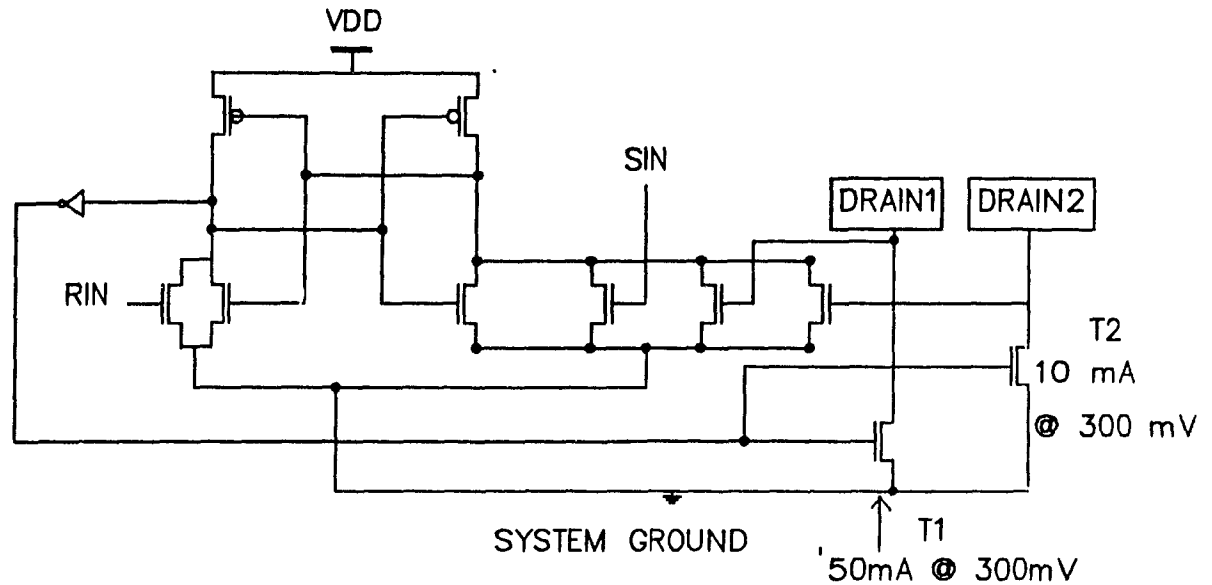 VDD
SIN
DRAIN1 DRAIN2
RIN
T2
10 mA
@ 300 mV
SYSTEM GROUND
T1
'50mA @ 300mV